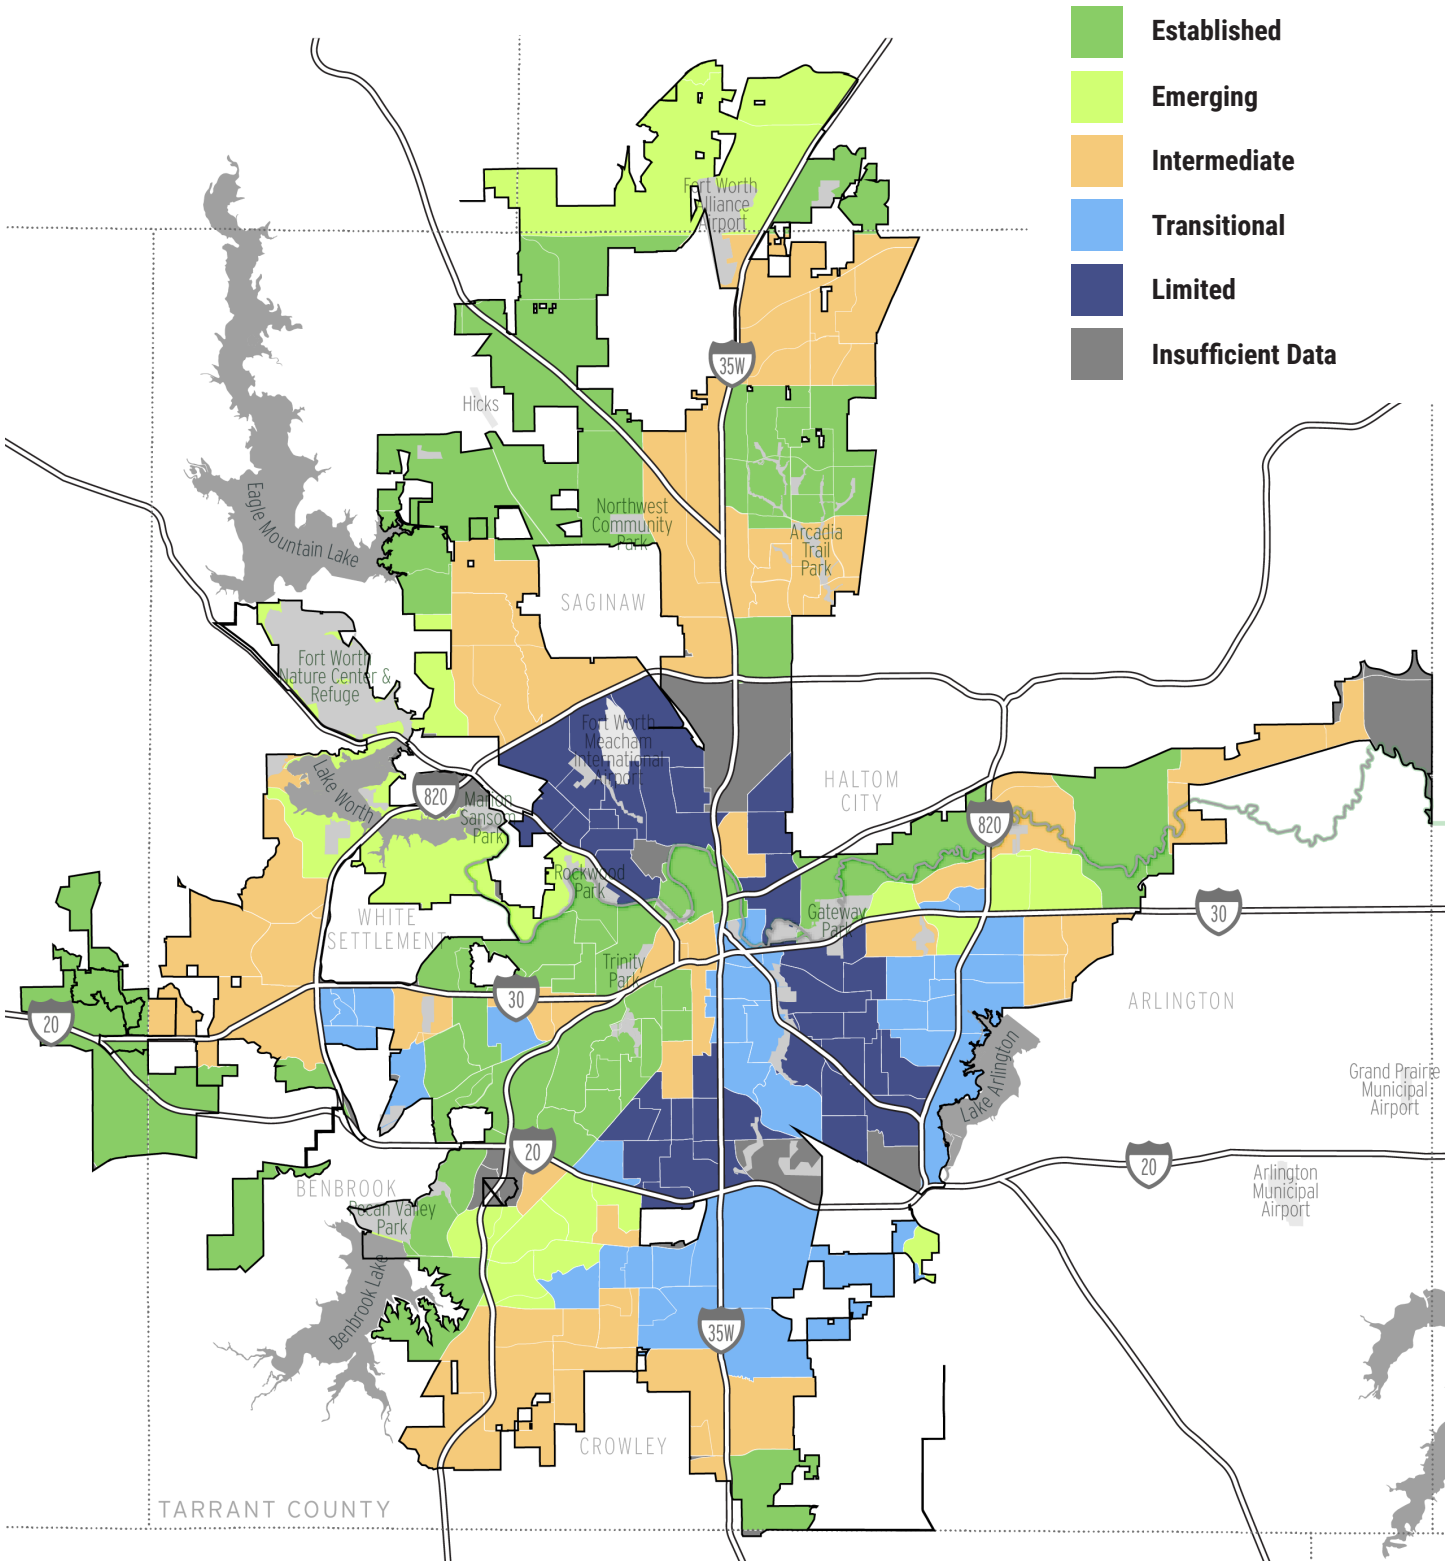 Established
Emerging
Intermediate
Transitional
Limited
Insufficient Data
Fort Worth
Alliance
Airport
35W
Hicks
Eagle Mountain Lake
Northwest
Community
Park
Arcadia
Trail
Park
SAGINAW
Fort Worth
Nature Center &
Refuge
Fort Worth
Meacham
International
Airport
Lake Worth
820
Marion
Sansom
Park
HALTOM
CITY
820
Rockwood
Park
WHITE
SETTLEMENT
Gateway
Park
30
Trinity
Park
30
20
ARLINGTON
Lake Arlington
Grand Prairie
Municipal
Airport
20
20
Arlington
Municipal
Airport
BENBROOK
Pecan Valley
Park
Benbrook Lake
35W
CROWLEY
TARRANT COUNTY